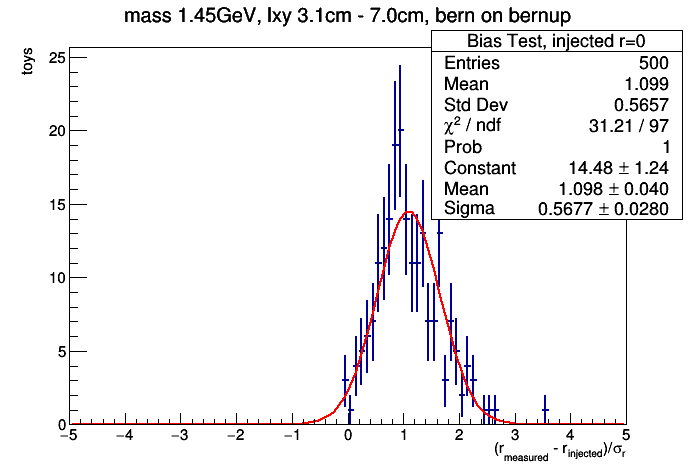 mass 1.45GeV, lxy 3.1cm - 7.0cm, bern on bernup
Bias Test, injected r=0
Entries 500
Mean 1.099
Std Dev 0.5657
χ² / ndf 31.21 / 97
Prob 1
Constant 14.48 ± 1.24
Mean 1.098 ± 0.040
Sigma 0.5677 ± 0.0280
toys
25
20
15
10
5
0
−5 −4 −3 −2 −1 0 1 2 3 4 5
(r_measured - r_injected)/σ_r